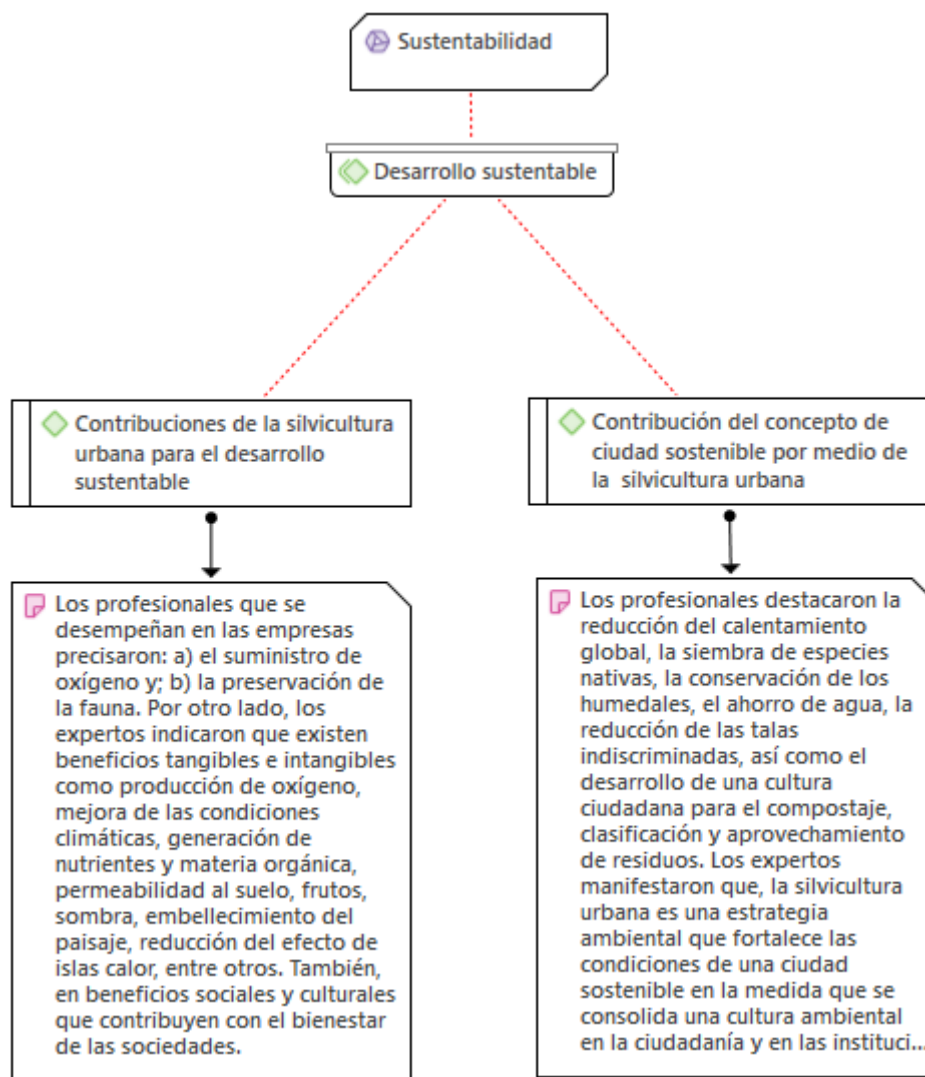 Sustentabilidad
Desarrollo sustentable
Contribuciones de la silvicultura
urbana para el desarrollo
sustentable
Contribución del concepto de
ciudad sostenible por medio de
la silvicultura urbana
Los profesionales que se
desempeñan en las empresas
precisaron: a) el suministro de
oxígeno y; b) la preservación de
la fauna. Por otro lado, los
expertos indicaron que existen
beneficios tangibles e intangibles
como producción de oxígeno,
mejora de las condiciones
climáticas, generación de
nutrientes y materia orgánica,
permeabilidad al suelo, frutos,
sombra, embellecimiento del
paisaje, reducción del efecto de
islas calor, entre otros. También,
en beneficios sociales y culturales
que contribuyen con el bienestar
de las sociedades.
Los profesionales destacaron la
reducción del calentamiento
global, la siembra de especies
nativas, la conservación de los
humedales, el ahorro de agua, la
reducción de las talas
indiscriminadas, así como el
desarrollo de una cultura
ciudadana para el compostaje,
clasificación y aprovechamiento
de residuos. Los expertos
manifestaron que, la silvicultura
urbana es una estrategia
ambiental que fortalece las
condiciones de una ciudad
sostenible en la medida que se
consolida una cultura ambiental
en la ciudadanía y en las instituci...